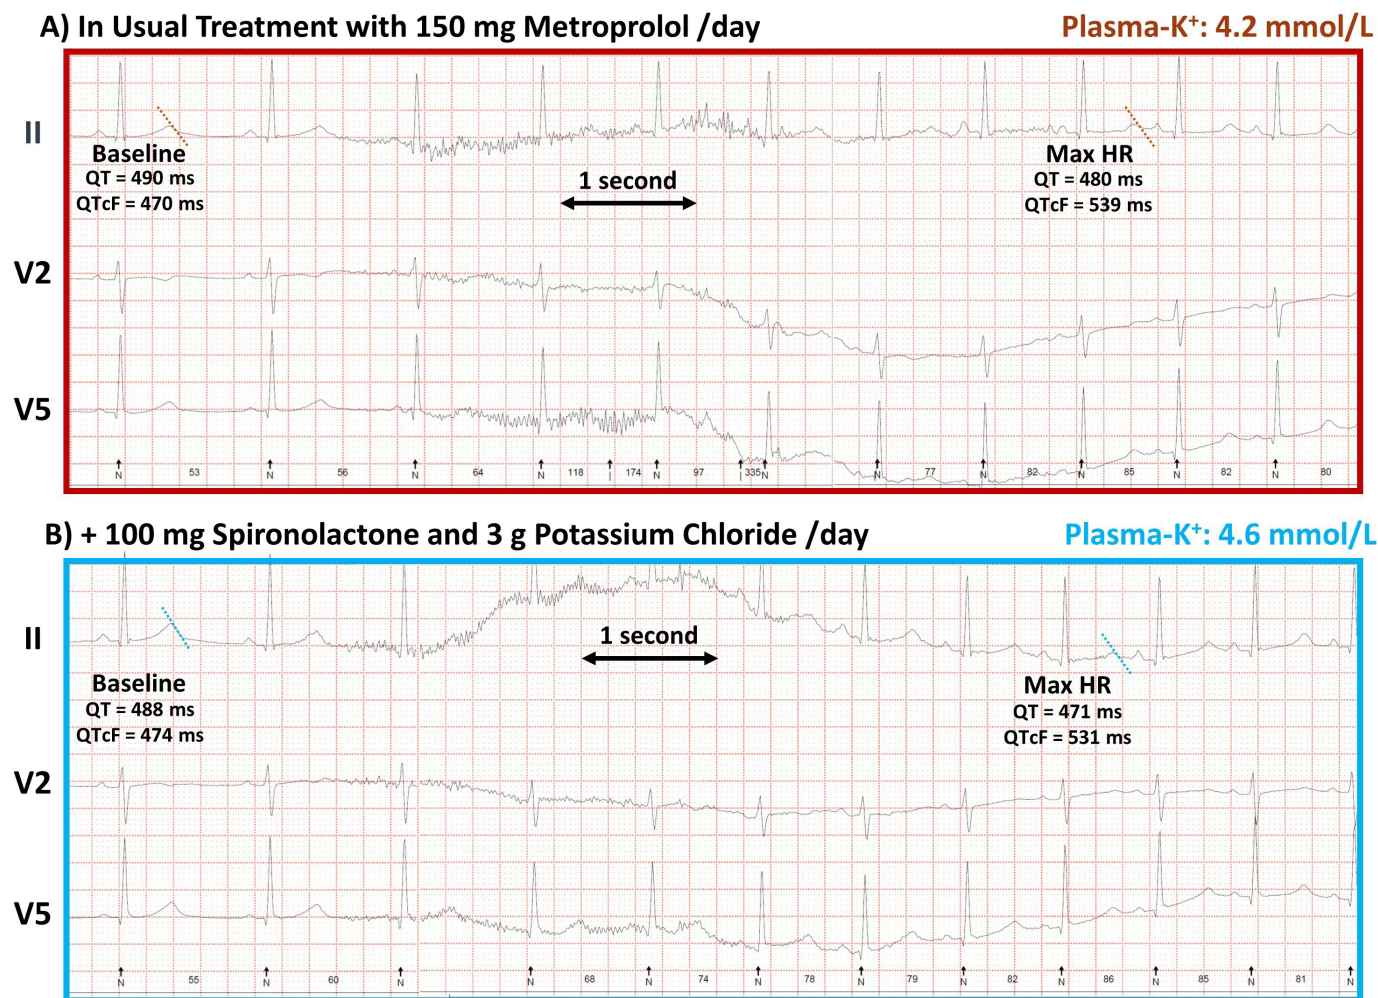 A) In Usual Treatment with 150 mg Metroprolol /day
Plasma-K⁺: 4.2 mmol/L
II
Baseline
QT = 490 ms
QTcF = 470 ms
1 second
Max HR
QT = 480 ms
QTcF = 539 ms
V2
V5
N 53 N 56 N 64 N 118 | 174 N 97 | 335 N N 77 N 82 N 85 N 82 N 80
B) + 100 mg Spironolactone and 3 g Potassium Chloride /day
Plasma-K⁺: 4.6 mmol/L
II
1 second
Baseline
QT = 488 ms
QTcF = 474 ms
Max HR
QT = 471 ms
QTcF = 531 ms
V2
V5
N 55 N 60 N N 68 N 74 N 78 N 79 N 82 N 86 N 85 N 81 N